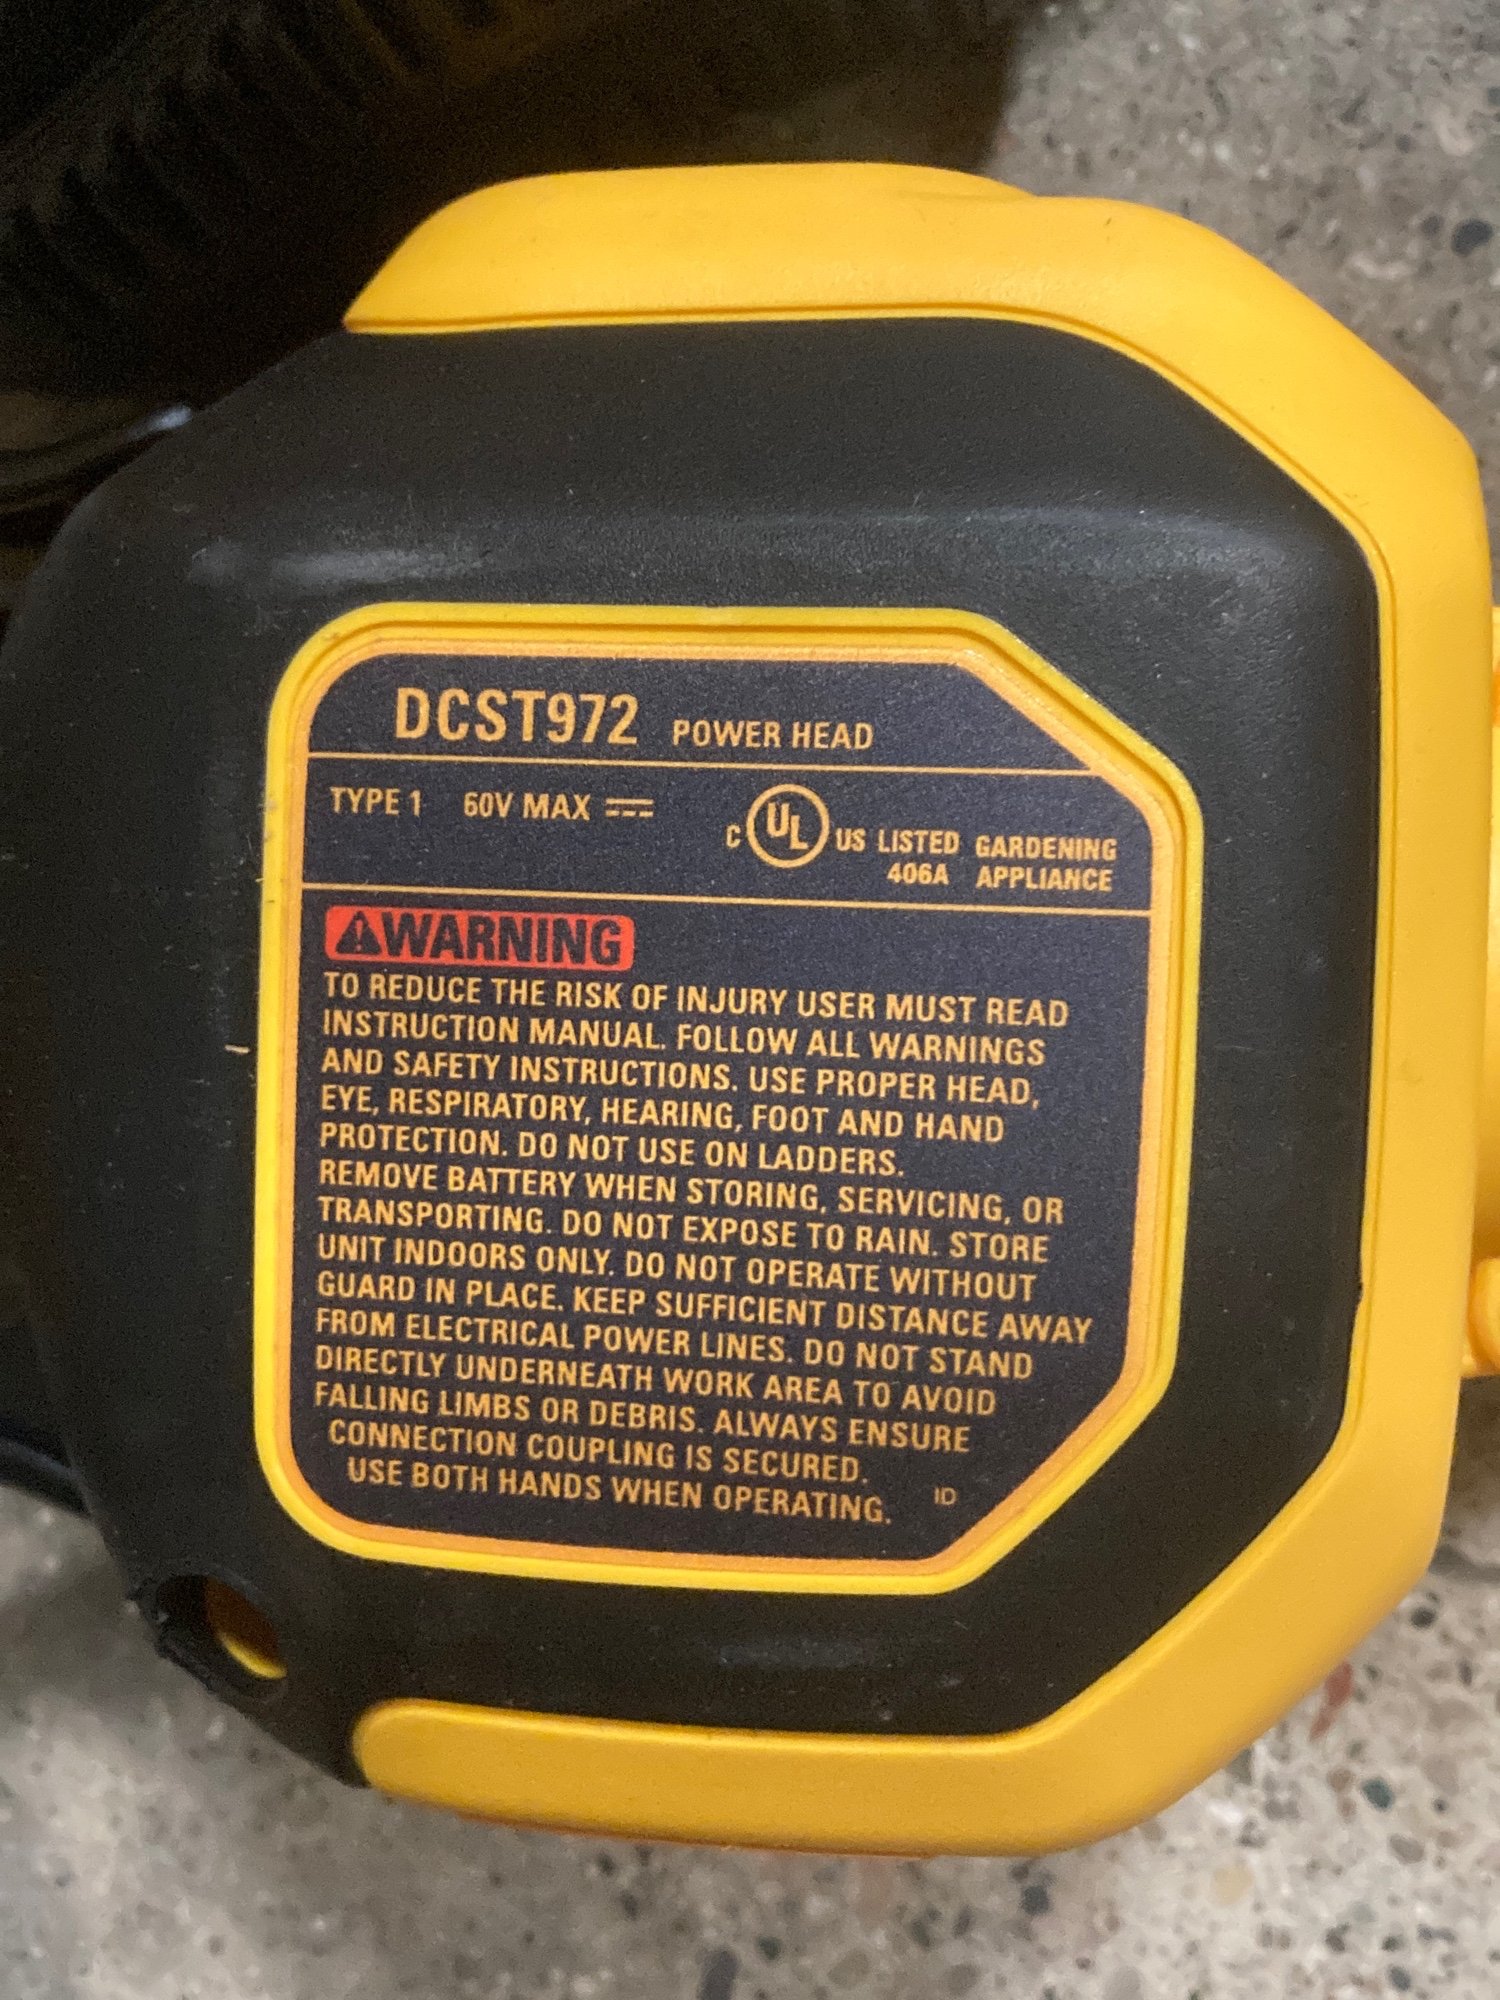 DCST972 POWER HEAD
TYPE 1 60V MAX
C UL US LISTED GARDENING
406A APPLIANCE
WARNING
TO REDUCE THE RISK OF INJURY USER MUST READ
INSTRUCTION MANUAL. FOLLOW ALL WARNINGS
AND SAFETY INSTRUCTIONS. USE PROPER HEAD,
EYE, RESPIRATORY, HEARING, FOOT AND HAND
PROTECTION. DO NOT USE ON LADDERS.
REMOVE BATTERY WHEN STORING, SERVICING, OR
TRANSPORTING. DO NOT EXPOSE TO RAIN. STORE
UNIT INDOORS ONLY. DO NOT OPERATE WITHOUT
GUARD IN PLACE. KEEP SUFFICIENT DISTANCE AWAY
FROM ELECTRICAL POWER LINES. DO NOT STAND
DIRECTLY UNDERNEATH WORK AREA TO AVOID
FALLING LIMBS OR DEBRIS. ALWAYS ENSURE
CONNECTION COUPLING IS SECURED.
USE BOTH HANDS WHEN OPERATING. ID